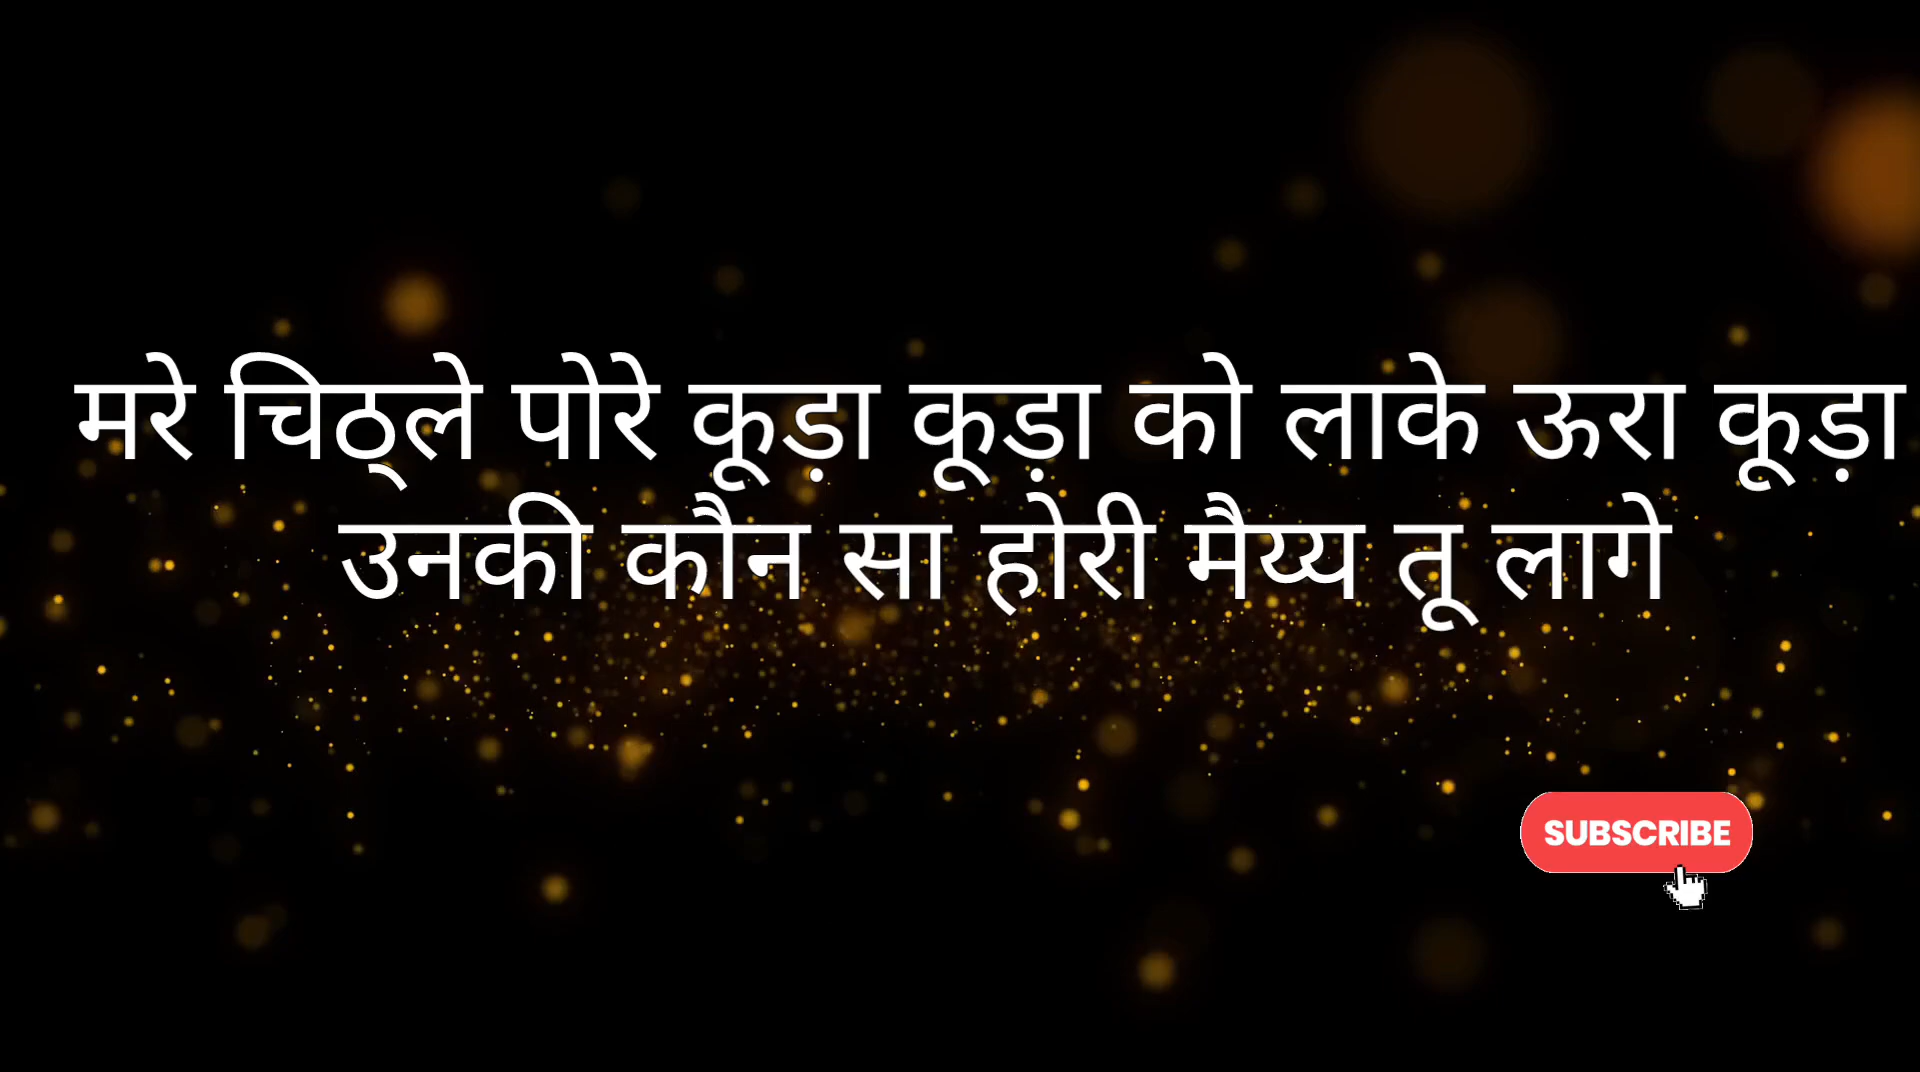 मरे चिठ्ले पोरे कूड़ा कूड़ा को लाके ऊरा कूड़ा
उनकी कौन सा होरी मैय्य तू लागे
SUBSCRIBE